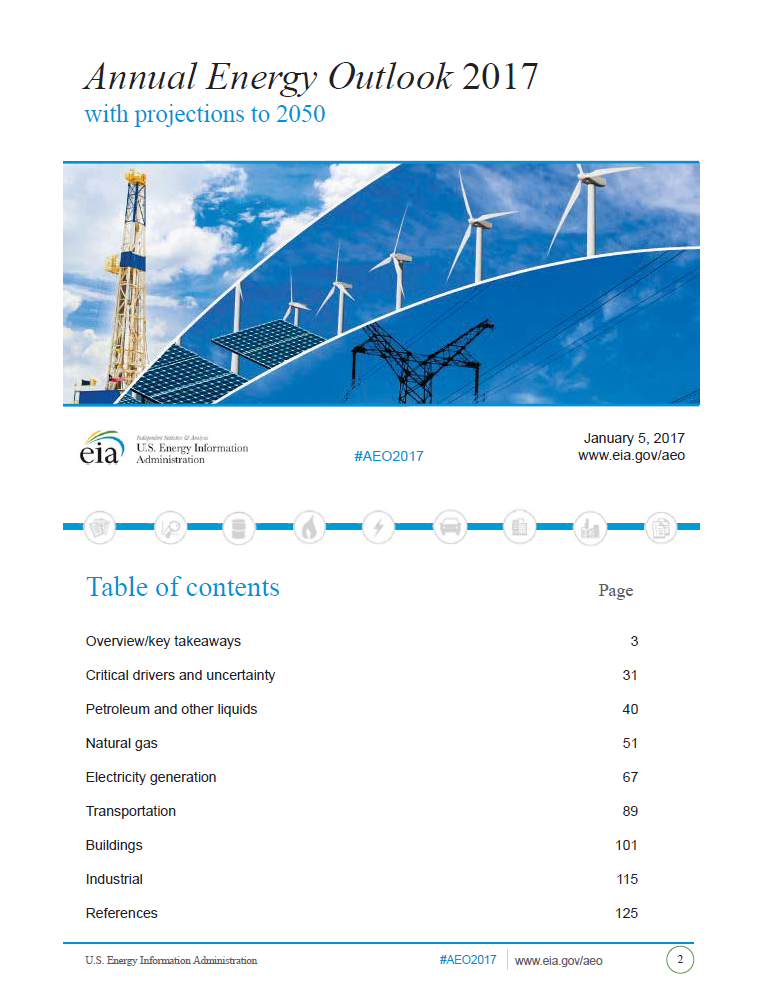 Annual Energy Outlook 2017
with projections to 2050
Independent Statistics & Analysis
eia
U.S. Energy Information
Administration
#AEO2017
January 5, 2017
www.eia.gov/aeo
Table of contents
Page
Overview/key takeaways 3
Critical drivers and uncertainty 31
Petroleum and other liquids 40
Natural gas 51
Electricity generation 67
Transportation 89
Buildings 101
Industrial 115
References 125
U.S. Energy Information Administration
#AEO2017
www.eia.gov/aeo
2